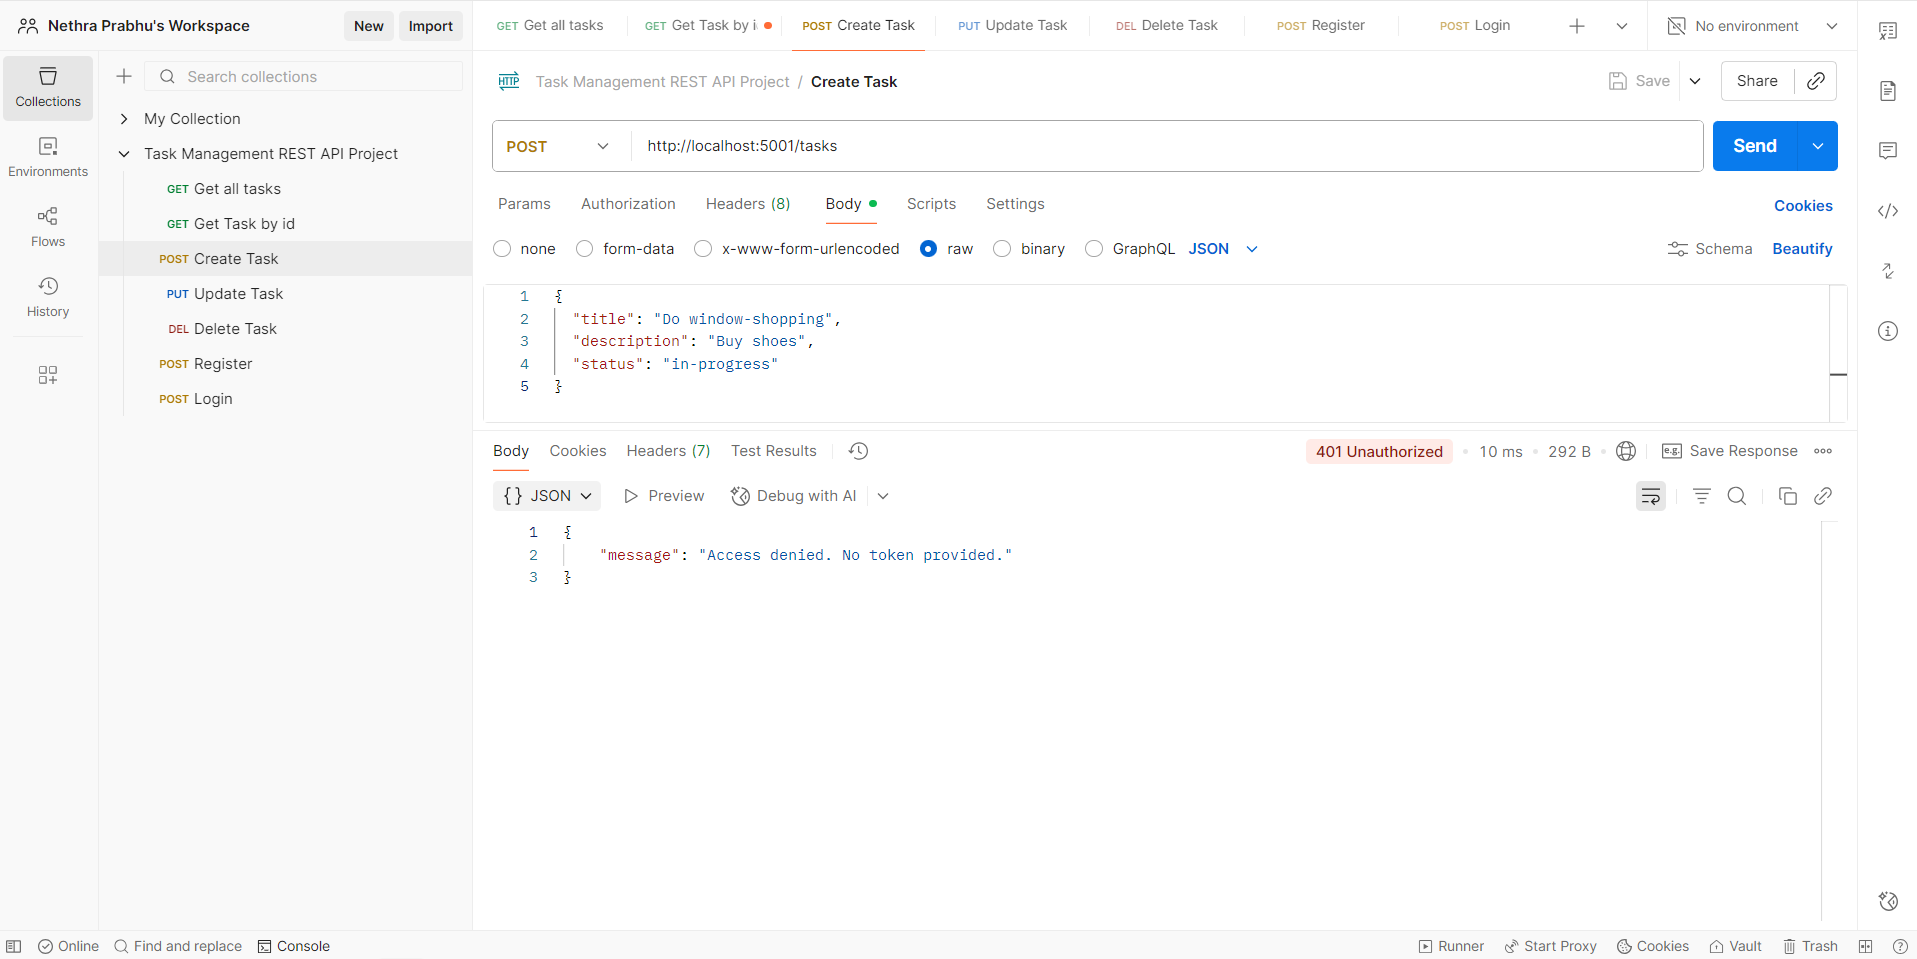 Nethra Prabhu's Workspace
New
Import
GET Get all tasks
GET Get Task by i
POST Create Task
PUT Update Task
DEL Delete Task
POST Register
POST Login
No environment
Collections
Environments
Flows
History
Search collections
My Collection
Task Management REST API Project
GET Get all tasks
GET Get Task by id
POST Create Task
PUT Update Task
DEL Delete Task
POST Register
POST Login
HTTP Task Management REST API Project / Create Task
Save
Share
POST http://localhost:5001/tasks
Send
Params Authorization Headers (8) Body Scripts Settings
Cookies
none form-data x-www-form-urlencoded raw binary GraphQL JSON
Schema Beautify
1 {
2 "title": "Do window-shopping",
3 "description": "Buy shoes",
4 "status": "in-progress"
5 }
Body Cookies Headers (7) Test Results
401 Unauthorized • 10 ms • 292 B
e.g. Save Response
{} JSON Preview Debug with AI
1 {
2 "message": "Access denied. No token provided."
3 }
Online Find and replace Console
Runner Start Proxy Cookies Vault Trash